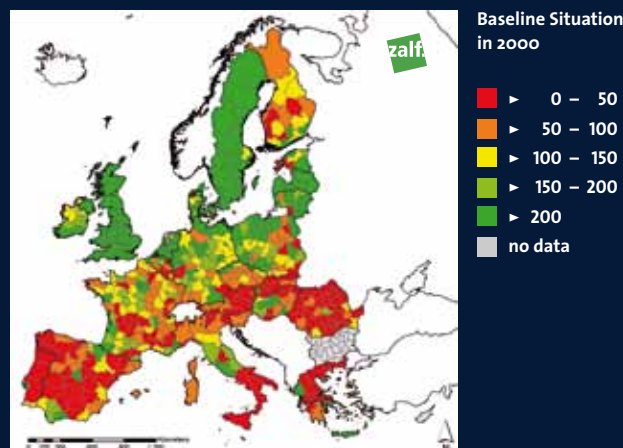 zalf.
Baseline Situation
in 2000
► 0 – 50
► 50 – 100
► 100 – 150
► 150 – 200
► 200
no data